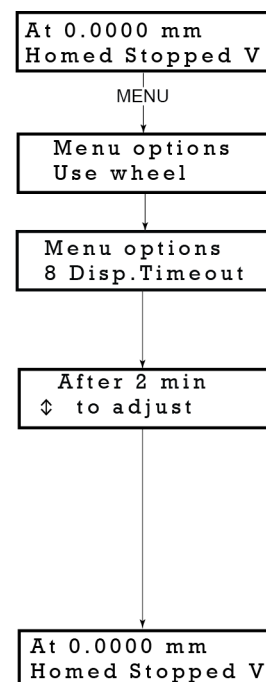 At 0.0000 mm
Homed Stopped V
MENU
Menu options
Use wheel
Menu options
8 Disp.Timeout
After 2 min
⇕ to adjust
At 0.0000 mm
Homed Stopped V